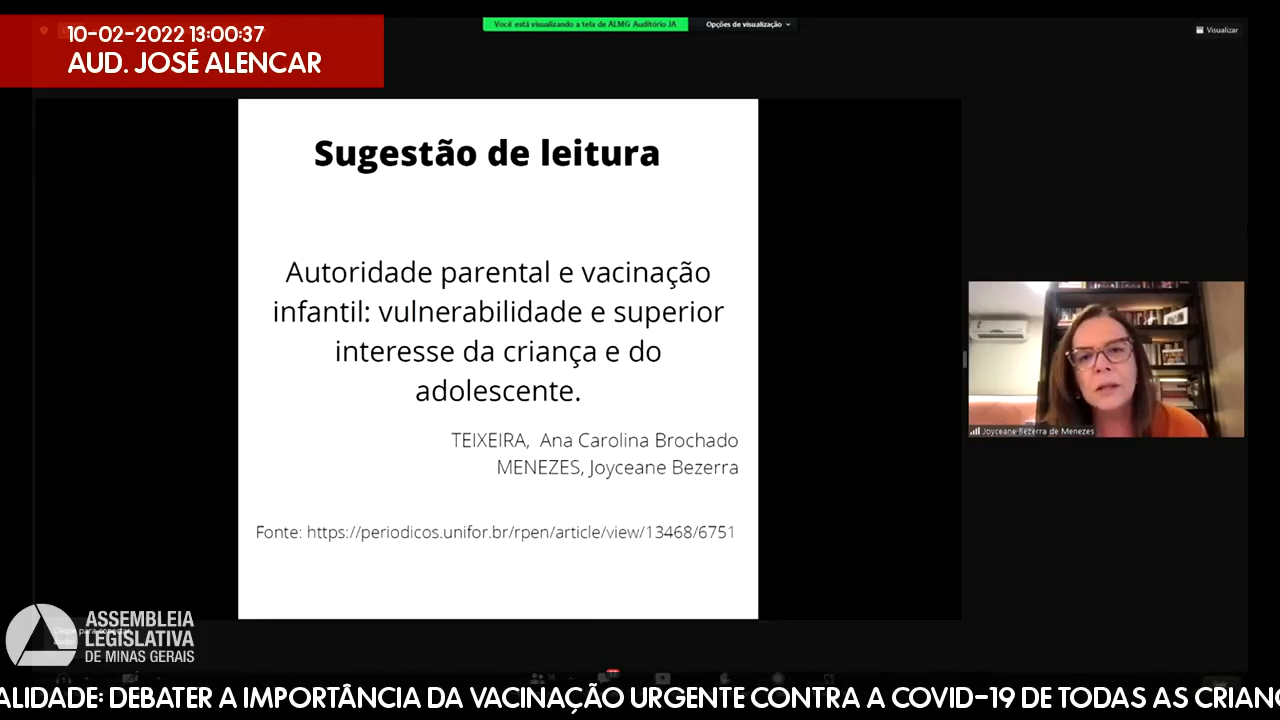 10-02-2022 13:00:37
AUD. JOSÉ ALENCAR
Você está visualizando a tela de ALMG Auditório JA
Opções de visualização
Visualizar
Sugestão de leitura
Autoridade parental e vacinação
infantil: vulnerabilidade e superior
interesse da criança e do
adolescente.
TEIXEIRA, Ana Carolina Brochado
MENEZES, Joyceane Bezerra
Fonte: https://periodicos.unifor.br/rpen/article/view/13468/6751
Joyceane Bezerra de Menezes
ASSEMBLEIA
LEGISLATIVA
DE MINAS GERAIS
ALIDADE: DEBATER A IMPORTÂNCIA DA VACINAÇÃO URGENTE CONTRA A COVID-19 DE TODAS AS CRIANÇ